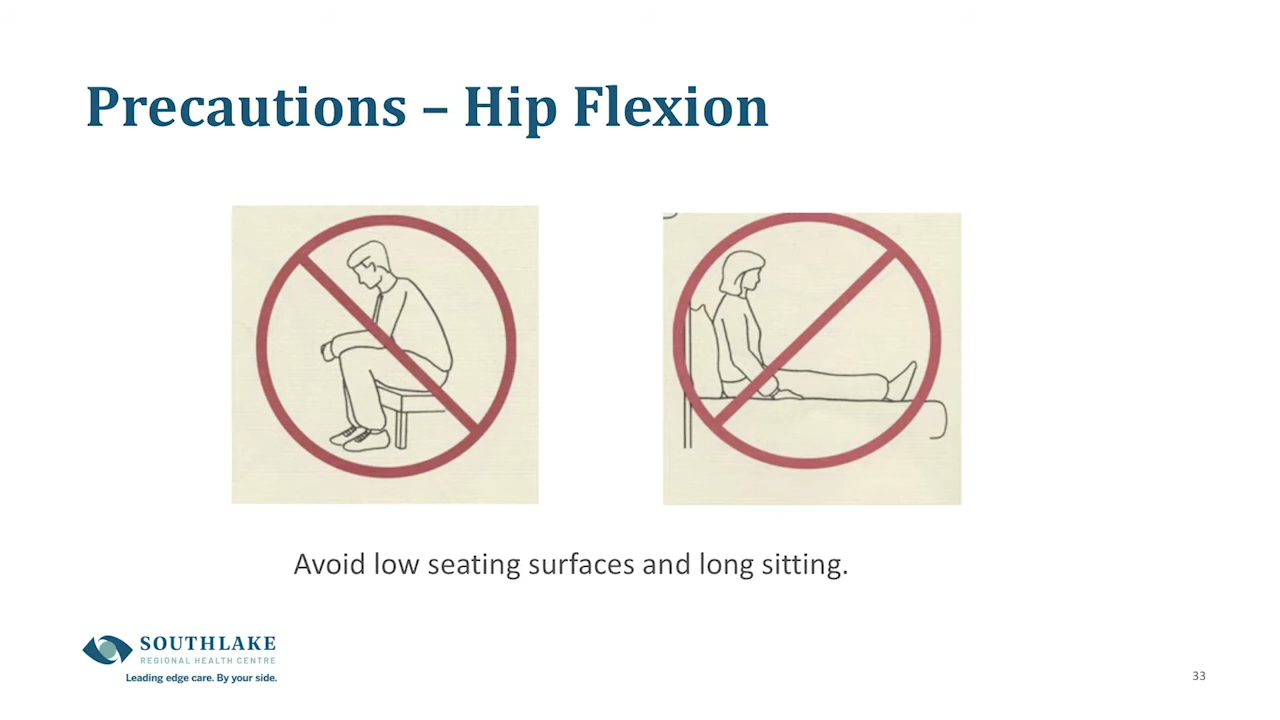 Precautions – Hip Flexion
Avoid low seating surfaces and long sitting.
SOUTHLAKE
REGIONAL HEALTH CENTRE
Leading edge care. By your side.
33